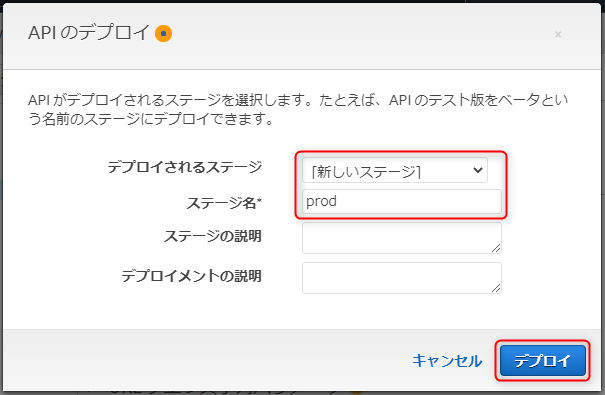 API のデプロイ
×
API がデプロイされるステージを選択します。たとえば、API のテスト版をベータとい
う名前のステージにデプロイできます。
デプロイされるステージ
[新しいステージ]
ステージ名*
prod
ステージの説明
デプロイメントの説明
キャンセル
デプロイ